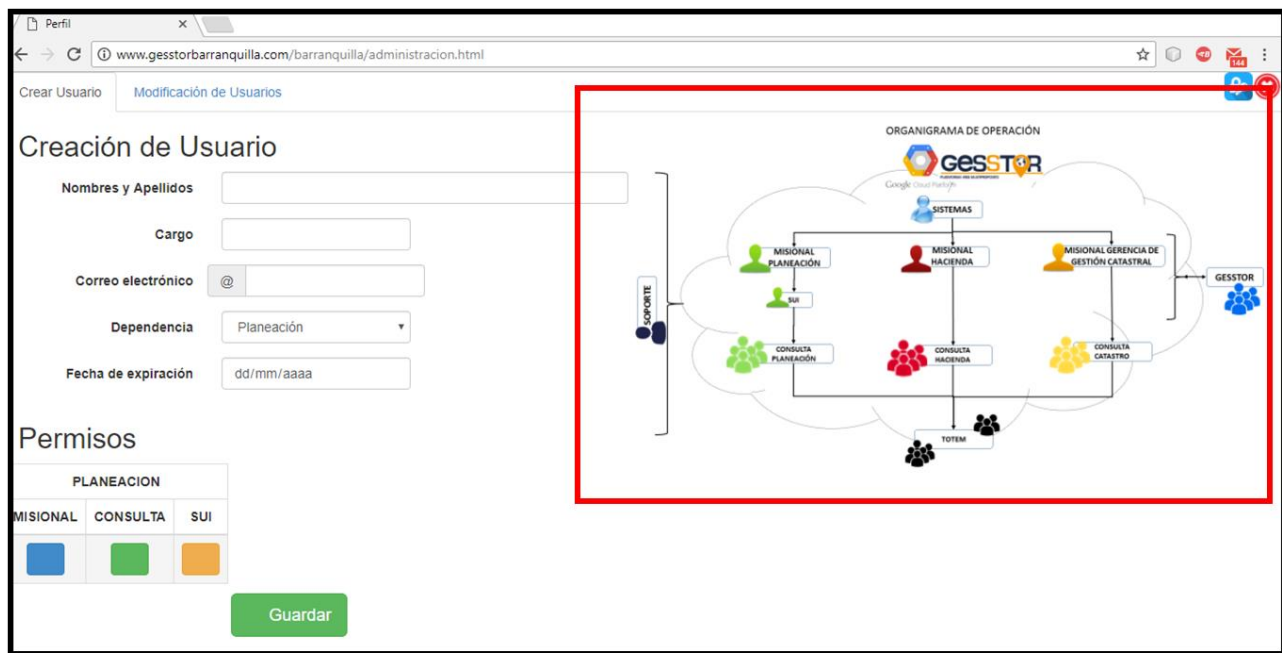 Perfil
www.gesstorbarranquilla.com/barranquilla/administracion.html
144
Crear Usuario
Modificación de Usuarios
Creación de Usuario
Nombres y Apellidos
Cargo
Correo electrónico
@
Dependencia
Planeación
Fecha de expiración
dd/mm/aaaa
Permisos
PLANEACION
MISIONAL
CONSULTA
SUI
Guardar
ORGANIGRAMA DE OPERACIÓN
GESSTOR
Google Cloud Platform
SISTEMAS
MISIONAL
PLANEACIÓN
MISIONAL
HACIENDA
MISIONAL GERENCIA DE
GESTIÓN CATASTRAL
SUI
SOPORTE
GESSTOR
CONSULTA
PLANEACIÓN
CONSULTA
HACIENDA
CONSULTA
CATASTRO
TOTEM